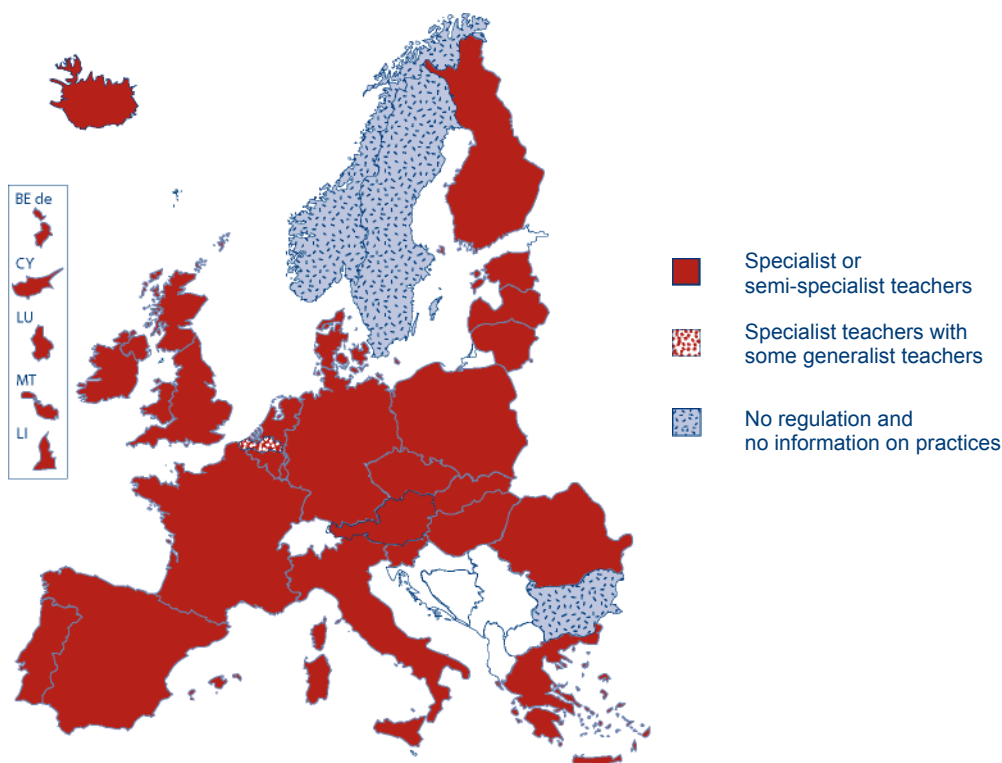 BE de
CY
LU
MT
LI
Specialist or
semi-specialist teachers
Specialist teachers with
some generalist teachers
No regulation and
no information on practices